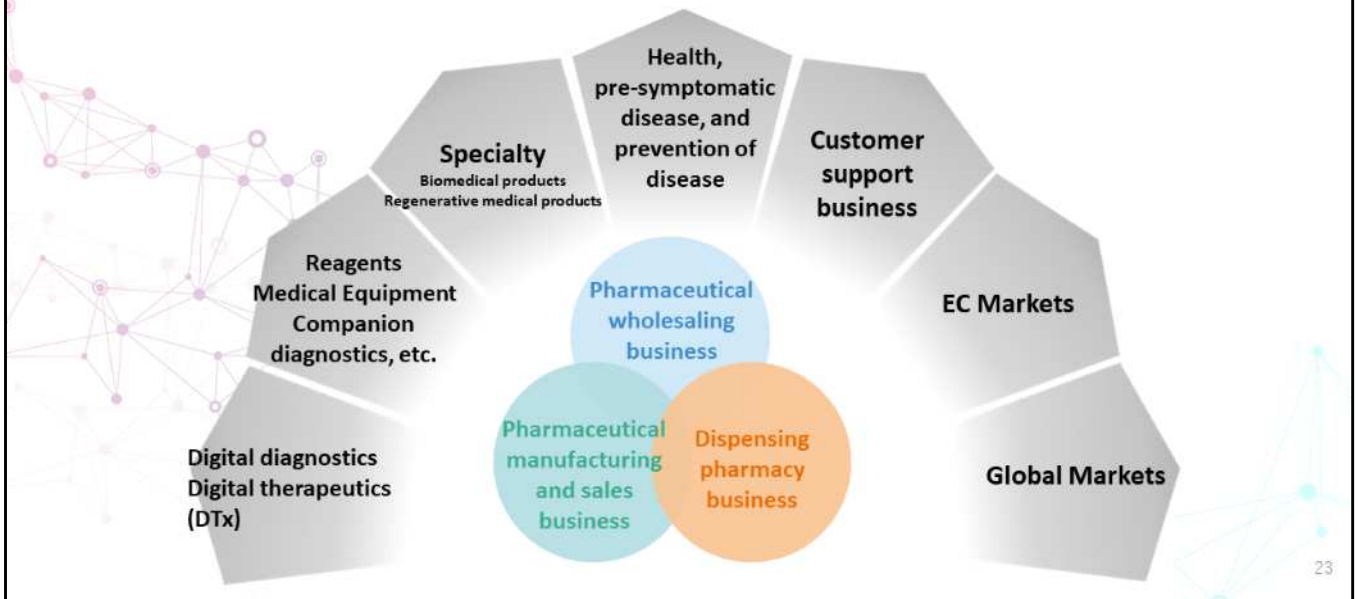 Health,
pre-symptomatic
disease, and
prevention of
disease
Specialty
Biomedical products
Regenerative medical products
Customer
support
business
Reagents
Medical Equipment
Companion
diagnostics, etc.
EC Markets
Digital diagnostics
Digital therapeutics
(DTx)
Global Markets
Pharmaceutical
wholesaling
business
Pharmaceutical
manufacturing
and sales
business
Dispensing
pharmacy
business
23